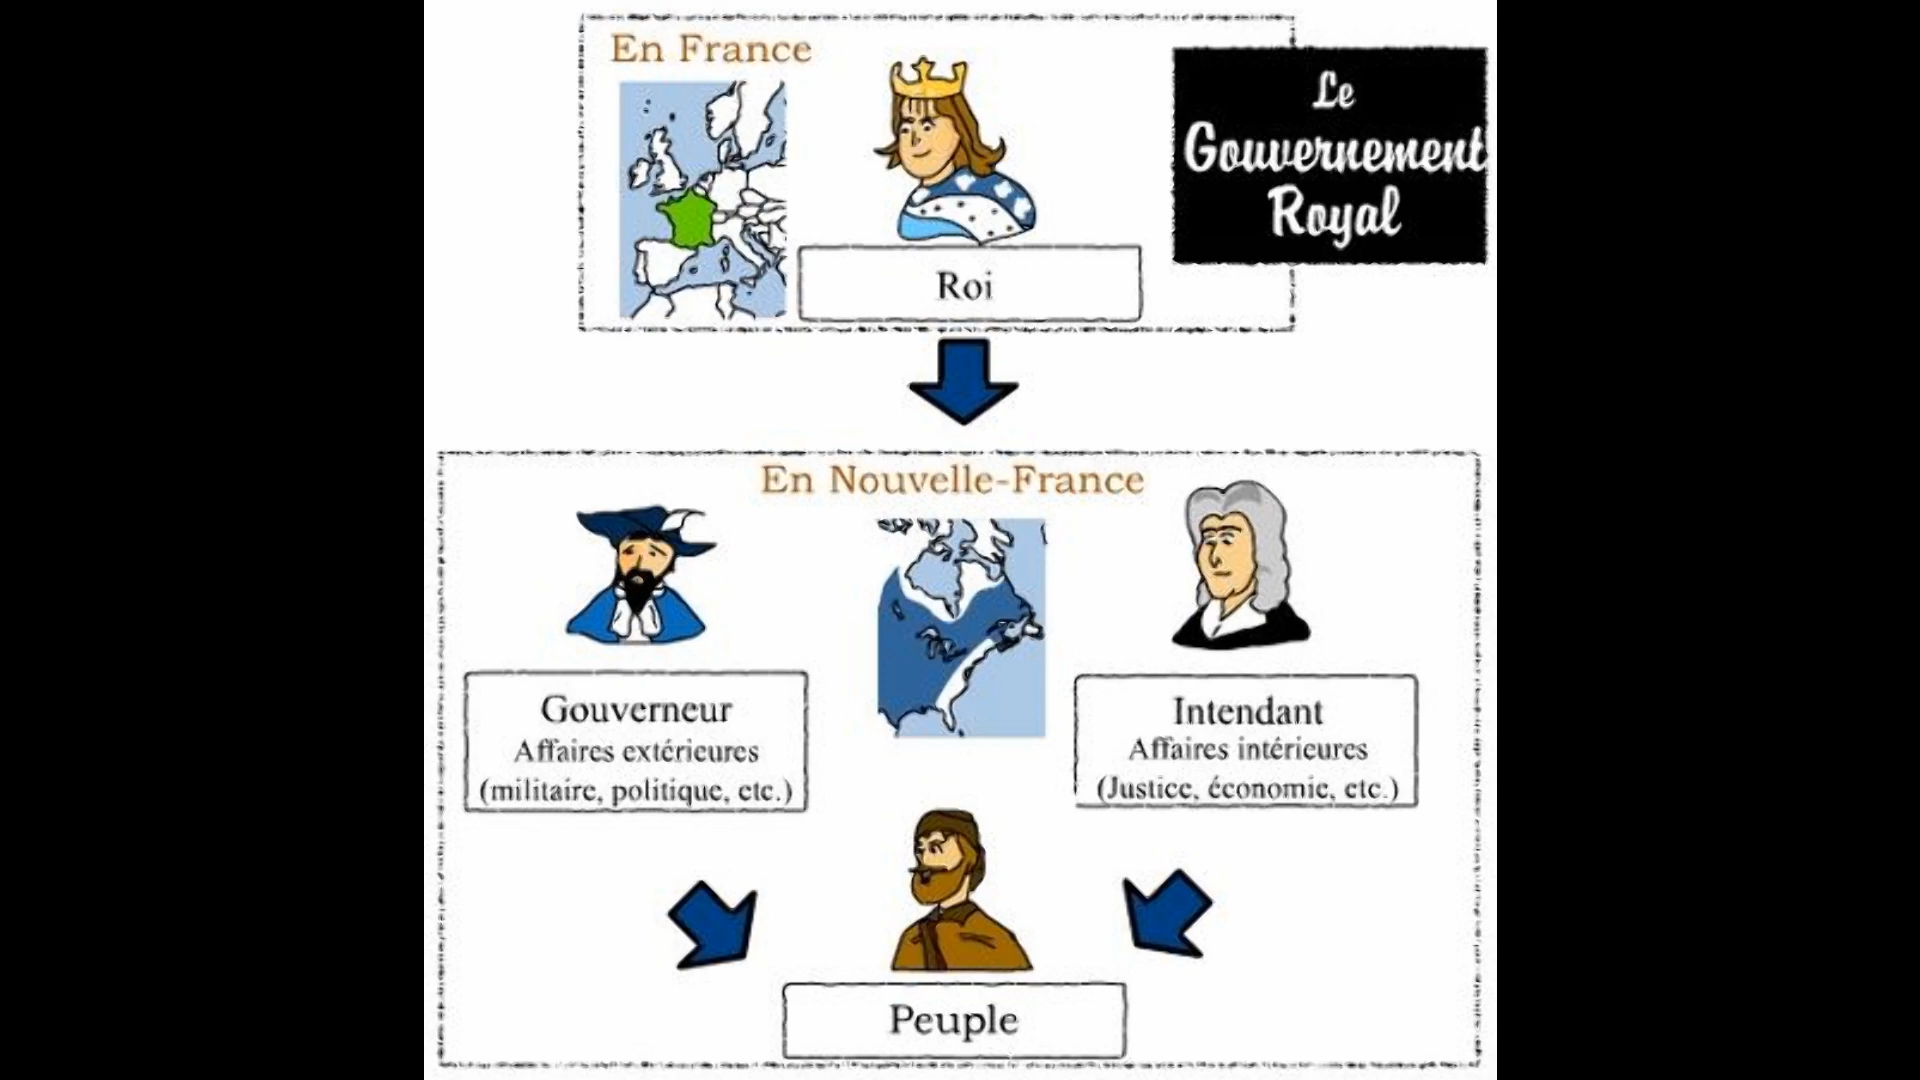 En France
Le
Gouvernement
Royal
Roi
En Nouvelle-France
Gouverneur
Affaires extérieures
(militaire, politique, etc.)
Intendant
Affaires intérieures
(Justice, économie, etc.)
Peuple